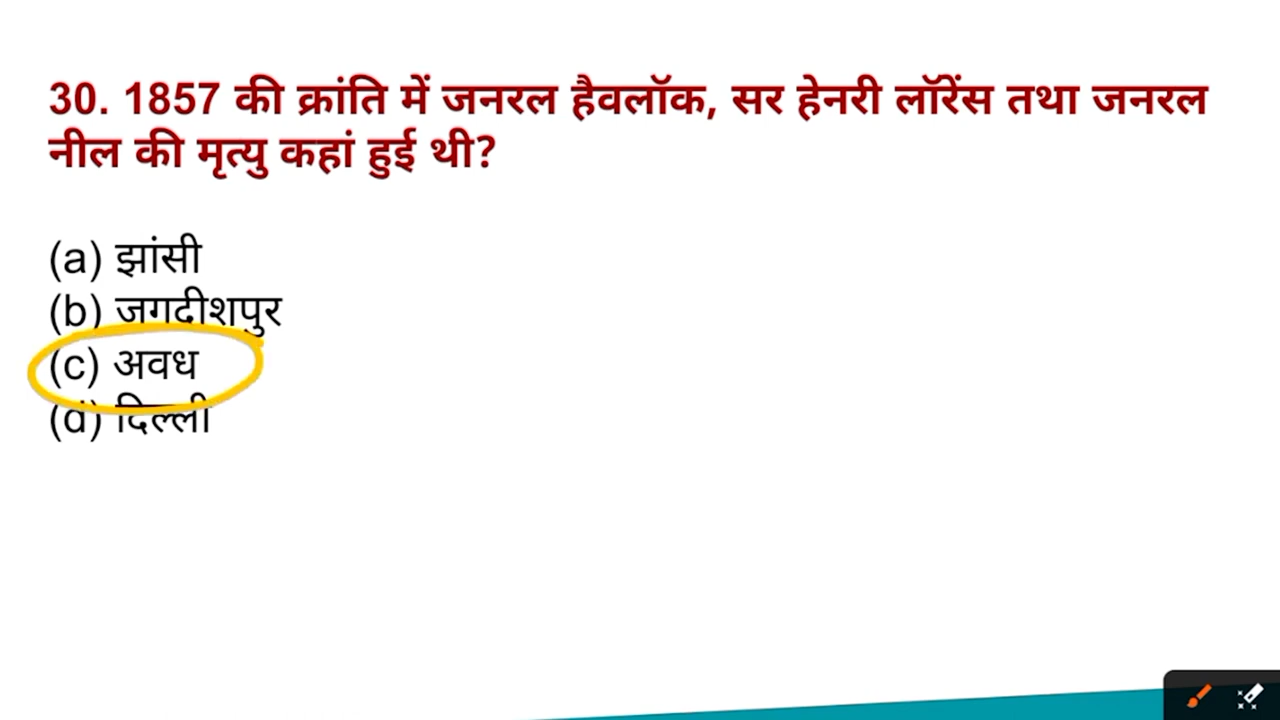 30. 1857 की क्रांति में जनरल हैवलॉक, सर हेनरी लॉरेंस तथा जनरल
नील की मृत्यु कहां हुई थी?
(a) झांसी
(b) जगदीशपुर
(c) अवध
(d) दिल्ली